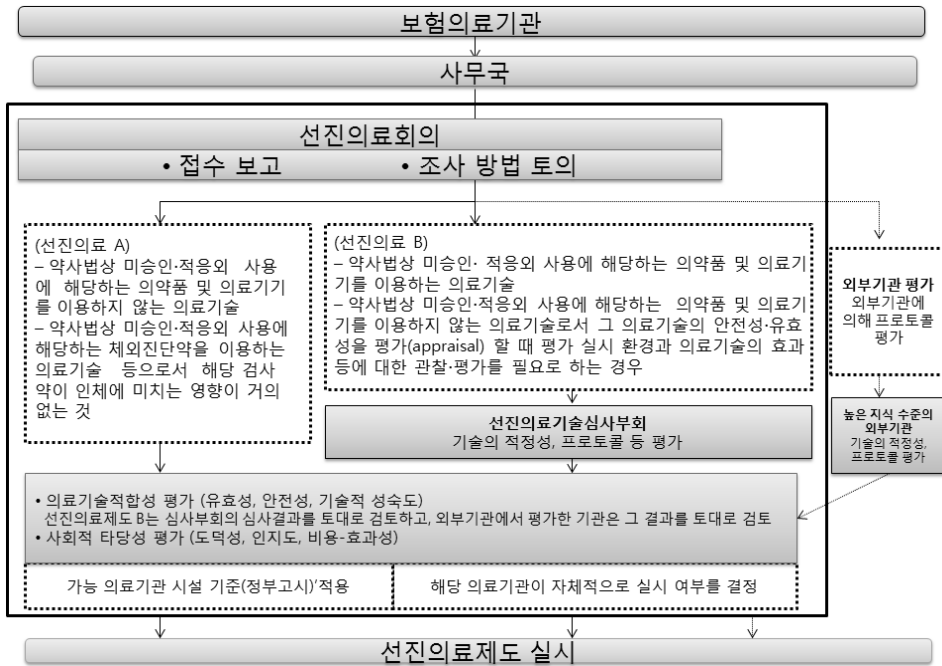 보험의료기관
사무국
선진의료회의
• 접수 보고 • 조사 방법 토의
(선진의료 A)
– 약사법상 미승인·적응외 사용
에 해당하는 의약품 및 의료기기
를 이용하지 않는 의료기술
– 약사법상 미승인·적응외 사용에
해당하는 체외진단약을 이용하는
의료기술 등으로서 해당 검사
약이 인체에 미치는 영향이 거의
없는 것
(선진의료 B)
– 약사법상 미승인· 적응외 사용에 해당하는 의약품 및 의료기
기를 이용하는 의료기술
– 약사법상 미승인·적응외 사용에 해당하는 의약품 및 의료기
기를 이용하지 않는 의료기술로서 그 의료기술의 안전성·유효
성을 평가(appraisal) 할 때 평가 실시 환경과 의료기술의 효과
등에 대한 관찰·평가를 필요로 하는 경우
외부기관 평가
외부기관에
의해 프로토콜
평가
선진의료기술심사부회
기술의 적정성, 프로토콜 등 평가
높은 지식 수준의
외부기관
기술의 적정성,
프로토콜 평가
• 의료기술적합성 평가 (유효성, 안전성, 기술적 성숙도)
선진의료제도 B는 심사부회의 심사결과를 토대로 검토하고, 외부기관에서 평가한 기관은 그 결과를 토대로 검토
• 사회적 타당성 평가 (도덕성, 인지도, 비용-효과성)
가능 의료기관 시설 기준(정부고시)'적용
해당 의료기관이 자체적으로 실시 여부를 결정
선진의료제도 실시